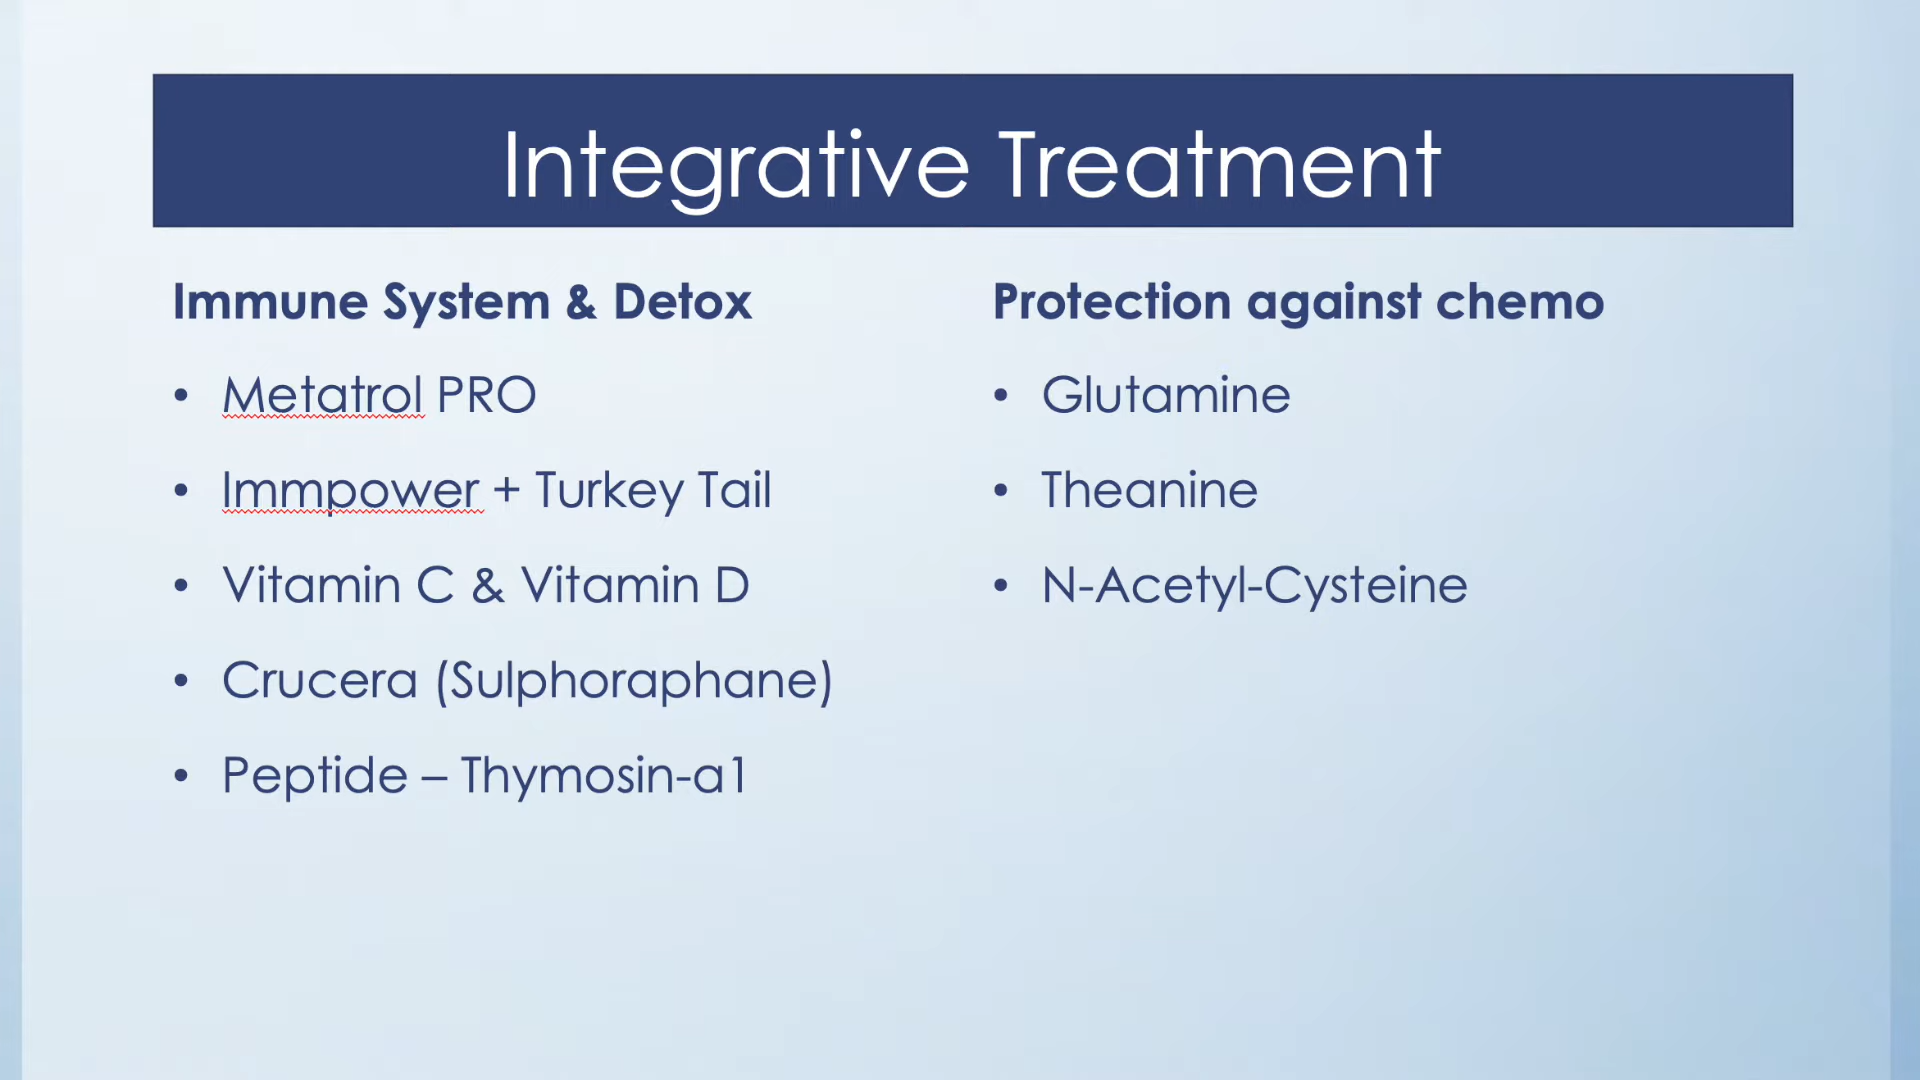 Integrative Treatment
Immune System & Detox
• Metatrol PRO
• Immpower + Turkey Tail
• Vitamin C & Vitamin D
• Crucera (Sulphoraphane)
• Peptide – Thymosin-a1
Protection against chemo
• Glutamine
• Theanine
• N-Acetyl-Cysteine